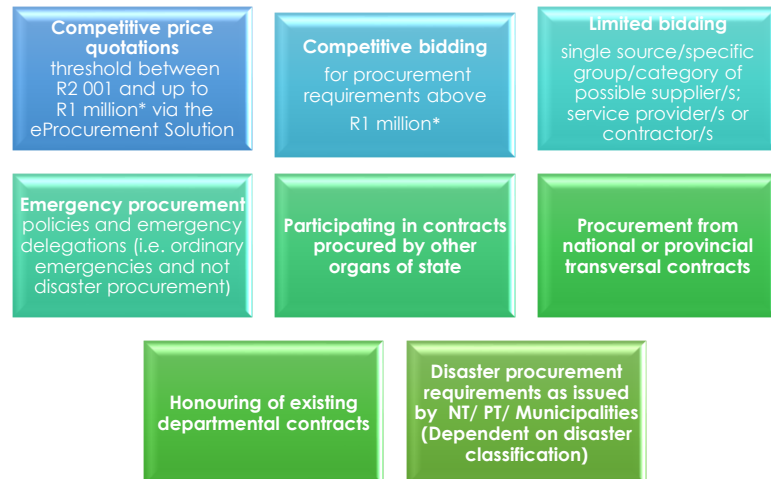 Competitive price
quotations
threshold between
R2 001 and up to
R1 million* via the
eProcurement Solution
Competitive bidding
for procurement
requirements above
R1 million*
Limited bidding
single source/specific
group/category of
possible supplier/s;
service provider/s or
contractor/s
Emergency procurement
policies and emergency
delegations (i.e. ordinary
emergencies and not
disaster procurement)
Participating in contracts
procured by other
organs of state
Procurement from
national or provincial
transversal contracts
Honouring of existing
departmental contracts
Disaster procurement
requirements as issued
by NT/ PT/ Municipalities
(Dependent on disaster
classification)